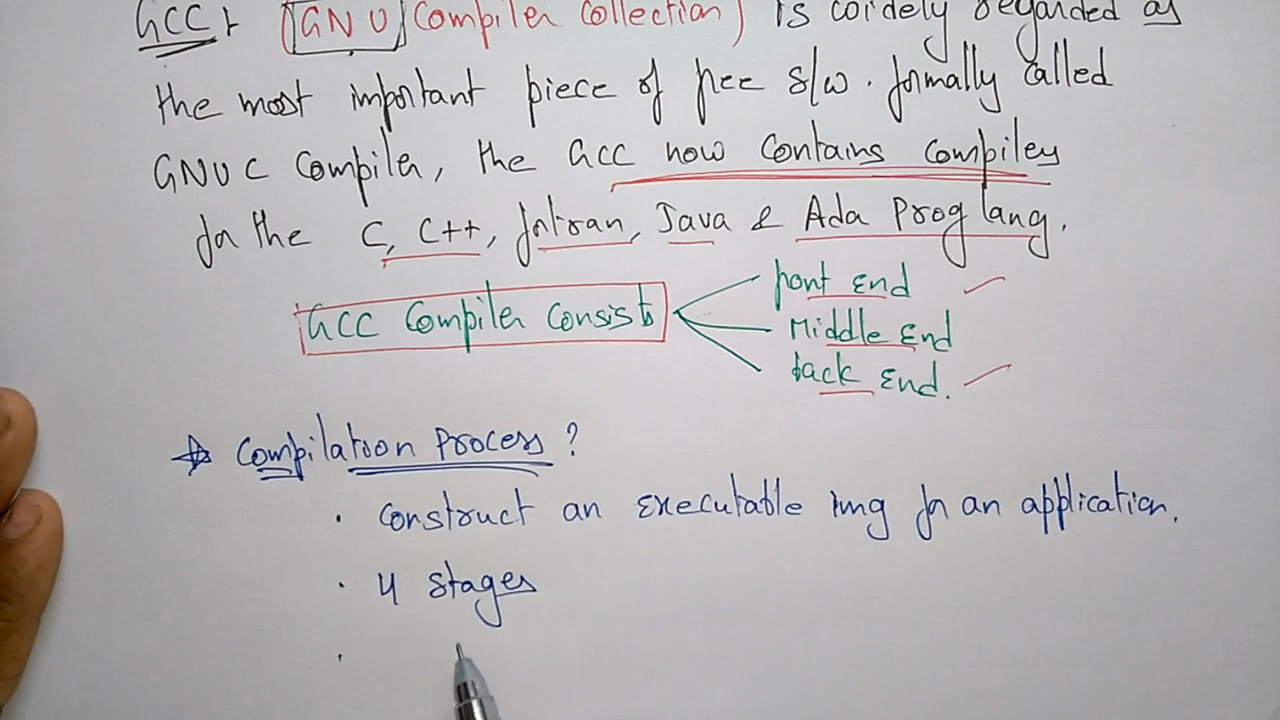 GCC: (GNU Compiler Collection) is widely regarded as
the most important piece of free s/w. formally called
GNU C Compiler, the GCC now contains compilers
for the C, C++, fortran, Java & Ada Prog lang.
GCC Compiler Consists
front End
Middle End
back End.
Compilation Process?
· Construct an executable img for an application.
· 4 stages
·